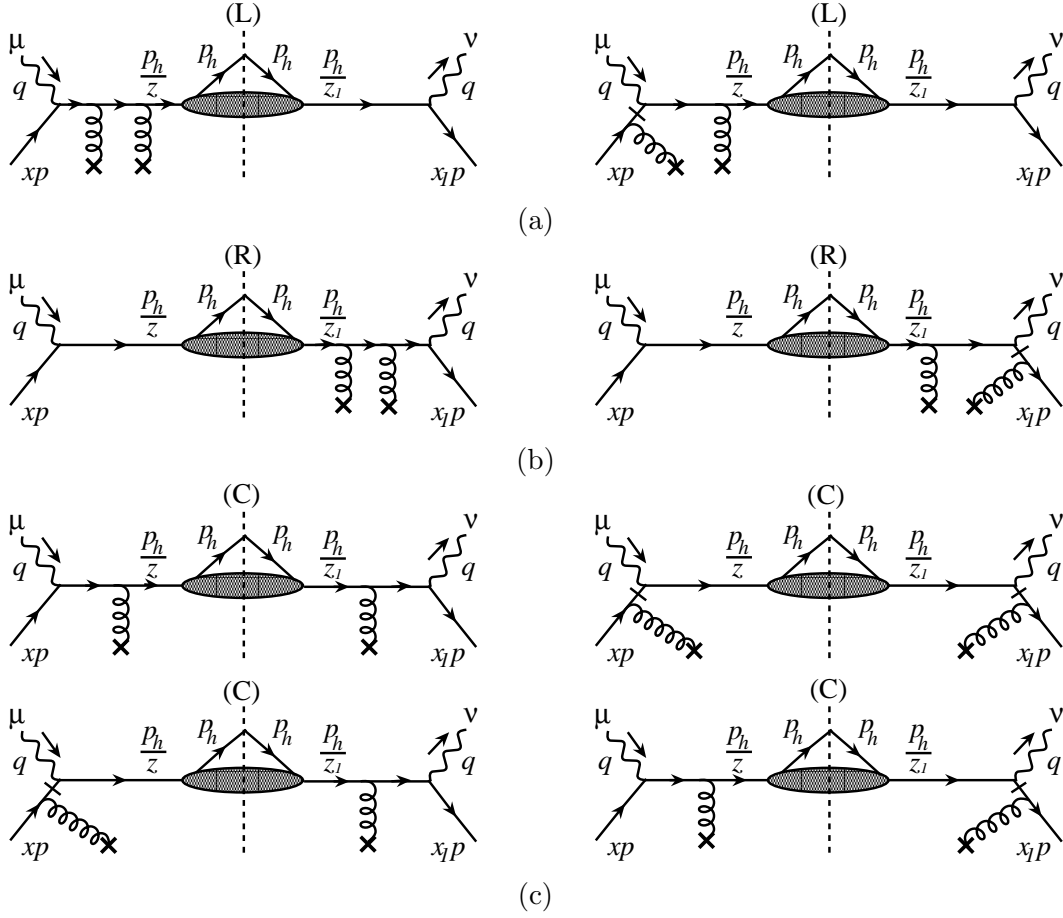 (L) (L)
μ p_h p_h ν μ p_h p_h ν
q p_h/z p_h/z_1 q q p_h/z p_h/z_1 q
xp x_1p xp x_1p
(a)
(R) (R)
μ p_h p_h ν μ p_h p_h ν
q p_h/z p_h/z_1 q q p_h/z p_h/z_1 q
xp x_1p xp x_1p
(b)
(C) (C)
μ p_h p_h ν μ p_h p_h ν
q p_h/z p_h/z_1 q q p_h/z p_h/z_1 q
xp x_1p xp x_1p
(C) (C)
μ p_h p_h ν μ p_h p_h ν
q p_h/z p_h/z_1 q q p_h/z p_h/z_1 q
xp x_1p xp x_1p
(c)